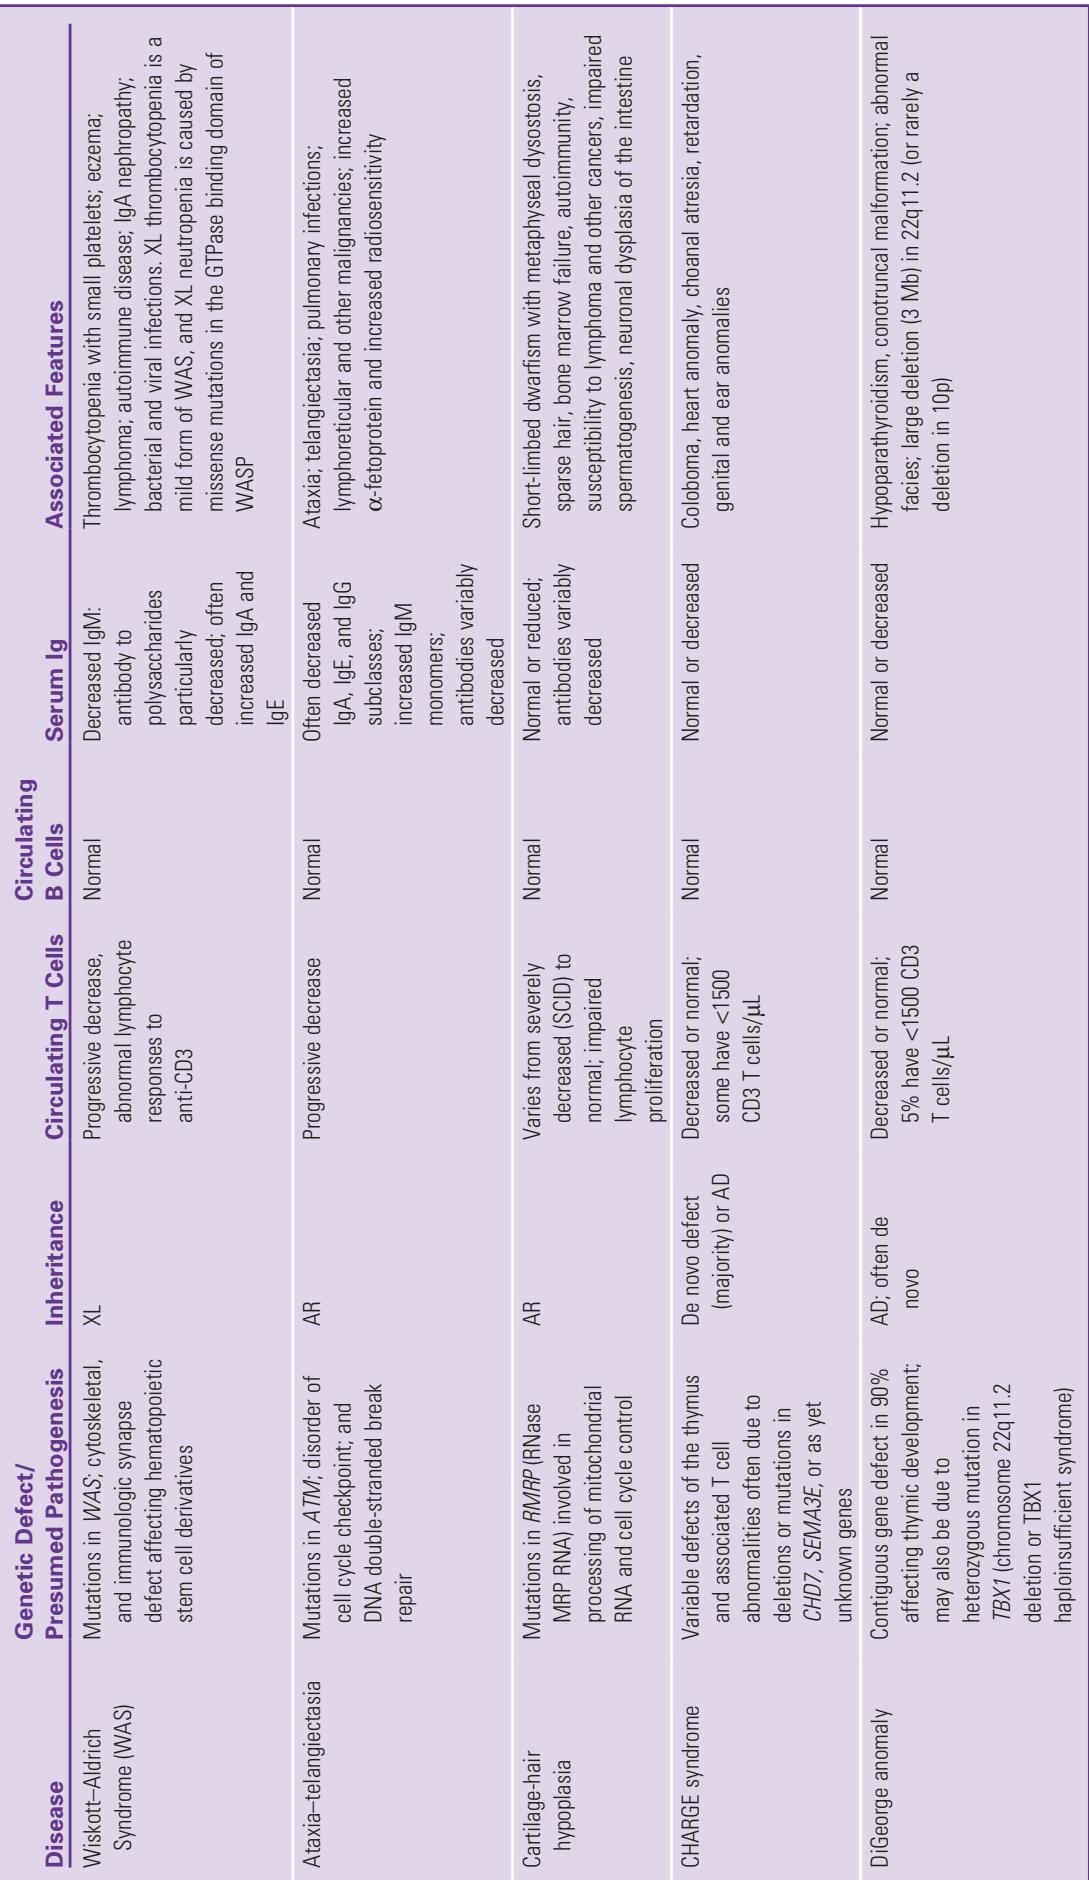 Disease
Genetic Defect/
Presumed Pathogenesis
Inheritance
Circulating T Cells
Circulating
B Cells
Serum Ig
Associated Features
Wiskott–Aldrich
Syndrome (WAS)
Mutations in WAS; cytoskeletal,
and immunologic synapse
defect affecting hematopoietic
stem cell derivatives
XL
Progressive decrease,
abnormal lymphocyte
responses to
anti-CD3
Normal
Decreased IgM:
antibody to
polysaccharides
particularly
decreased; often
increased IgA and
IgE
Thrombocytopenia with small platelets; eczema;
lymphoma; autoimmune disease; IgA nephropathy;
bacterial and viral infections. XL thrombocytopenia is a
mild form of WAS, and XL neutropenia is caused by
missense mutations in the GTPase binding domain of
WASP
Ataxia–telangiectasia
Mutations in ATM; disorder of
cell cycle checkpoint; and
DNA double-stranded break
repair
AR
Progressive decrease
Normal
Often decreased
IgA, IgE, and IgG
subclasses;
increased IgM
monomers;
antibodies variably
decreased
Ataxia; telangiectasia; pulmonary infections;
lymphoreticular and other malignancies; increased
α-fetoprotein and increased radiosensitivity
Cartilage-hair
hypoplasia
Mutations in RMRP (RNase
MRP RNA) involved in
processing of mitochondrial
RNA and cell cycle control
AR
Varies from severely
decreased (SCID) to
normal; impaired
lymphocyte
proliferation
Normal
Normal or reduced;
antibodies variably
decreased
Short-limbed dwarfism with metaphyseal dysostosis,
sparse hair, bone marrow failure, autoimmunity,
susceptibility to lymphoma and other cancers, impaired
spermatogenesis, neuronal dysplasia of the intestine
CHARGE syndrome
Variable defects of the thymus
and associated T cell
abnormalities often due to
deletions or mutations in
CHD7, SEMA3E, or as yet
unknown genes
De novo defect
(majority) or AD
Decreased or normal;
some have <1500
CD3 T cells/μL
Normal
Normal or decreased
Coloboma, heart anomaly, choanal atresia, retardation,
genital and ear anomalies
DiGeorge anomaly
Contiguous gene defect in 90%
affecting thymic development;
may also be due to
heterozygous mutation in
TBX1 (chromosome 22q11.2
deletion or TBX1
haploinsufficient syndrome)
AD; often de
novo
Decreased or normal;
5% have <1500 CD3
T cells/μL
Normal
Normal or decreased
Hypoparathyroidism, conotruncal malformation; abnormal
facies; large deletion (3 Mb) in 22q11.2 (or rarely a
deletion in 10p)